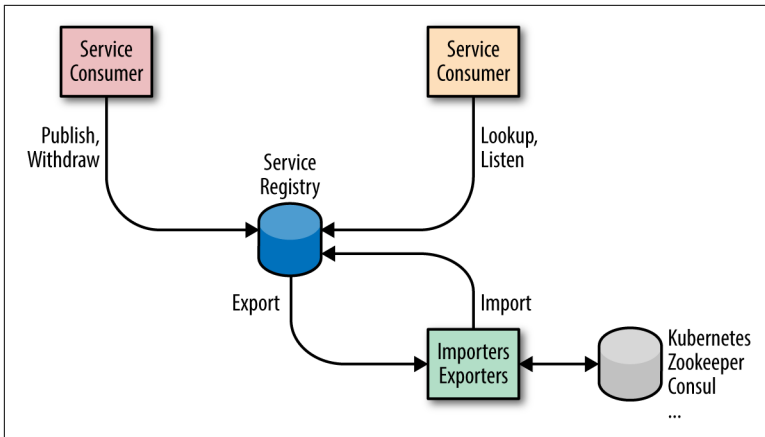 Service
Consumer
Service
Consumer
Publish,
Withdraw
Lookup,
Listen
Service
Registry
Export
Import
Importers
Exporters
Kubernetes
Zookeeper
Consul
...